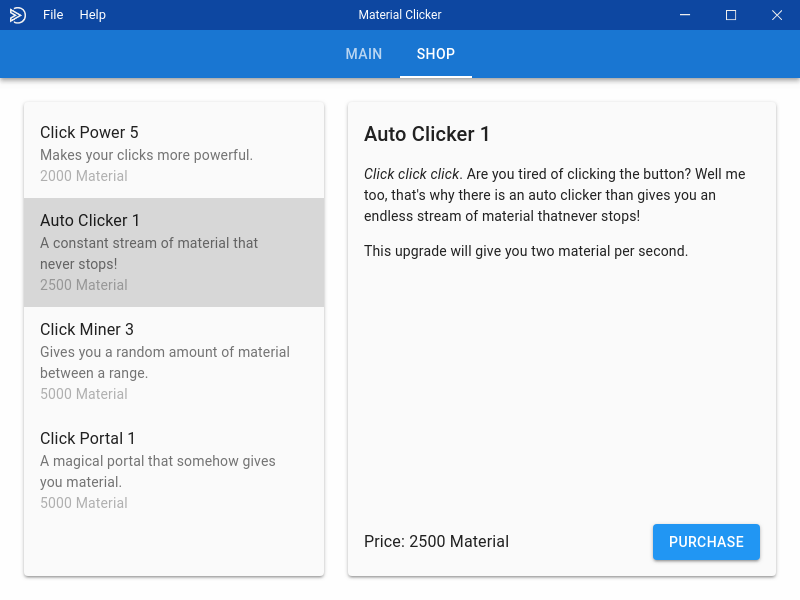 File Help Material Clicker
MAIN SHOP
Click Power 5
Makes your clicks more powerful.
2000 Material
Auto Clicker 1
A constant stream of material that
never stops!
2500 Material
Click Miner 3
Gives you a random amount of material
between a range.
5000 Material
Click Portal 1
A magical portal that somehow gives
you material.
5000 Material
Auto Clicker 1
Click click click. Are you tired of clicking the button? Well me
too, that's why there is an auto clicker than gives you an
endless stream of material thatnever stops!
This upgrade will give you two material per second.
Price: 2500 Material
PURCHASE